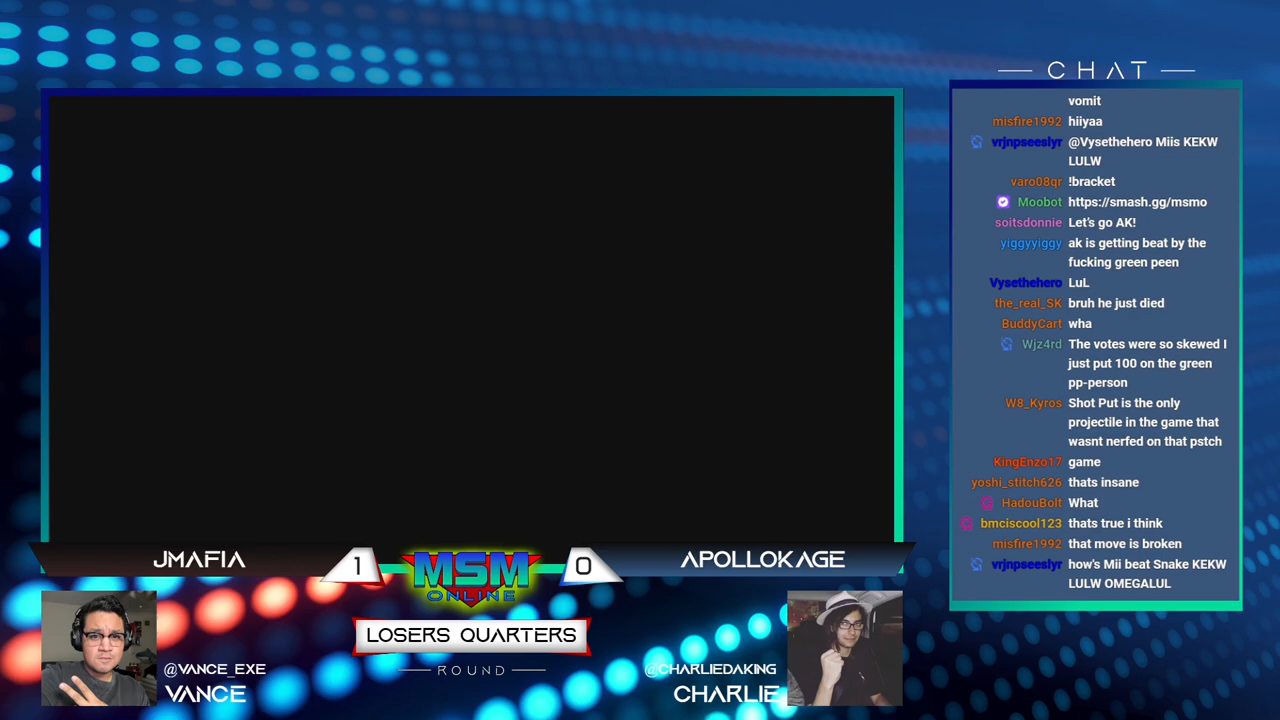 CHAT
vomit
misfire1992 hiiyaa
vrjnpseeslyr @Vysethehero Miis KEKW
LULW
varo08qr !bracket
Moobot https://smash.gg/msmo
soitsdonnie Let's go AK!
yiggyyiggy ak is getting beat by the
fucking green peen
Vysethehero LuL
the_real_SK bruh he just died
BuddyCart wha
Wjz4rd The votes were so skewed I
just put 100 on the green
pp-person
W8_Kyros Shot Put is the only
projectile in the game that
wasnt nerfed on that pstch
KingEnzo17 game
yoshi_stitch626 thats insane
HadouBolt What
bmciscool123 thats true i think
misfire1992 that move is broken
vrjnpseeslyr how's Mii beat Snake KEKW
LULW OMEGALUL
JMAFIA 1 MSM 0 APOLLOKAGE
ONLINE
LOSERS QUARTERS
ROUND
@VANCE_EXE
VANCE
@CHARLIEDAKING
CHARLIE